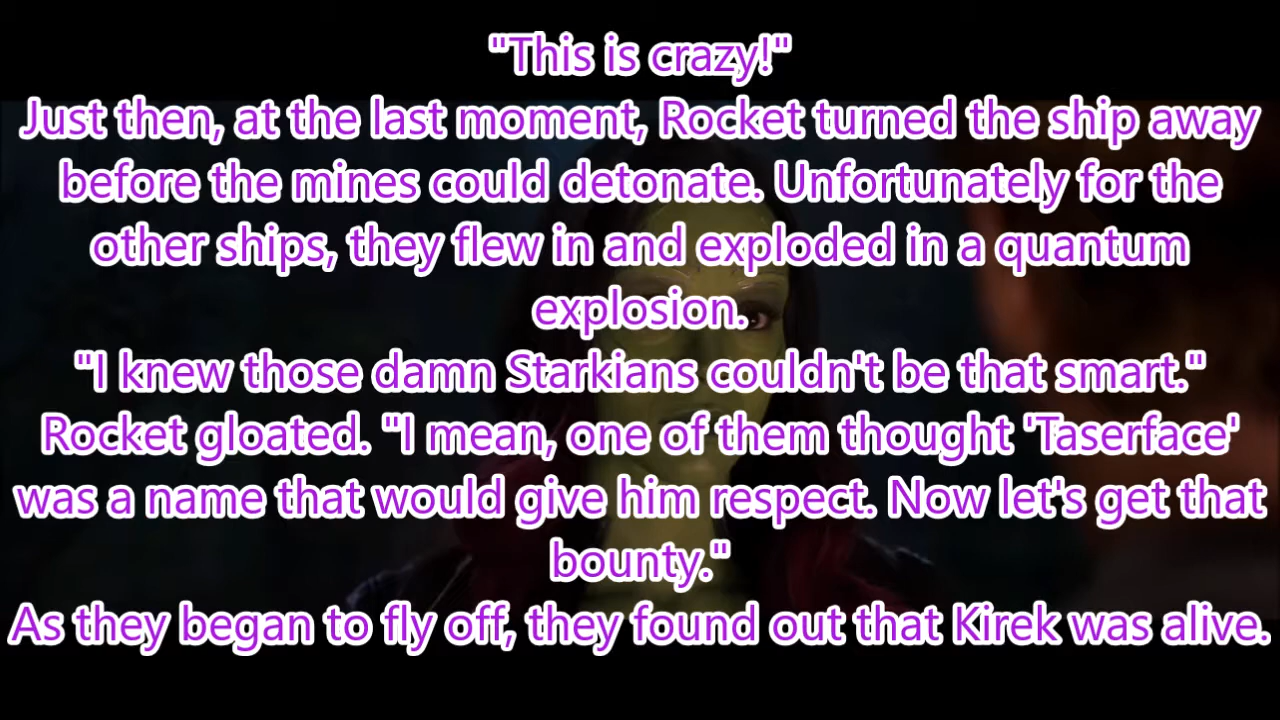 "This is crazy!"
Just then, at the last moment, Rocket turned the ship away
before the mines could detonate. Unfortunately for the
other ships, they flew in and exploded in a quantum
explosion.
"I knew those damn Starkians couldn't be that smart."
Rocket gloated. "I mean, one of them thought 'Taserface'
was a name that would give him respect. Now let's get that
bounty."
As they began to fly off, they found out that Kirek was alive.